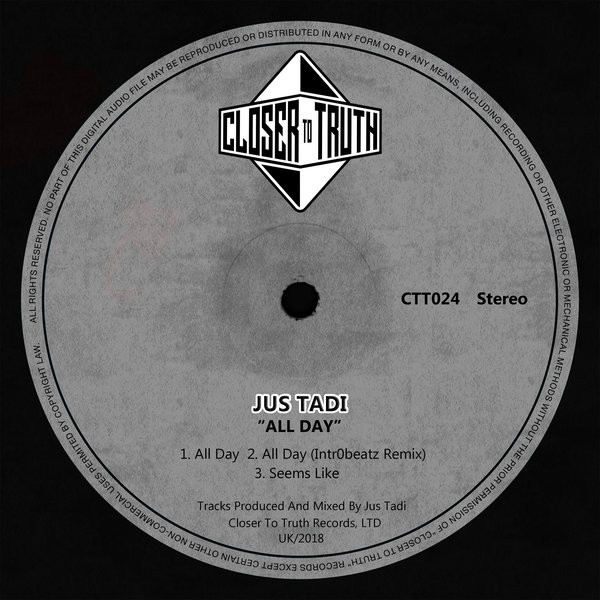 ALL RIGHTS RESERVED. NO PART OF THIS DIGITAL AUDIO FILE MAY BE REPRODUCED OR DISTRIBUTED IN ANY FORM OR BY ANY MEANS, INCLUDING RECORDING OR OTHER ELECTRONIC OR MECHANICAL METHODS WITHOUT THE PRIOR PERMISSION OF "CLOSER TO TRUTH" RECORDS EXCEPT CERTAIN OTHER NON-COMMERCIAL USES PERMITED BY COPYRIGHT LAW.
CLOSER TO TRUTH
CTT024 Stereo
JUS TADI
"ALL DAY"
1. All Day 2. All Day (Intr0beatz Remix)
3. Seems Like
Tracks Produced And Mixed By Jus Tadi
Closer To Truth Records, LTD
UK/2018